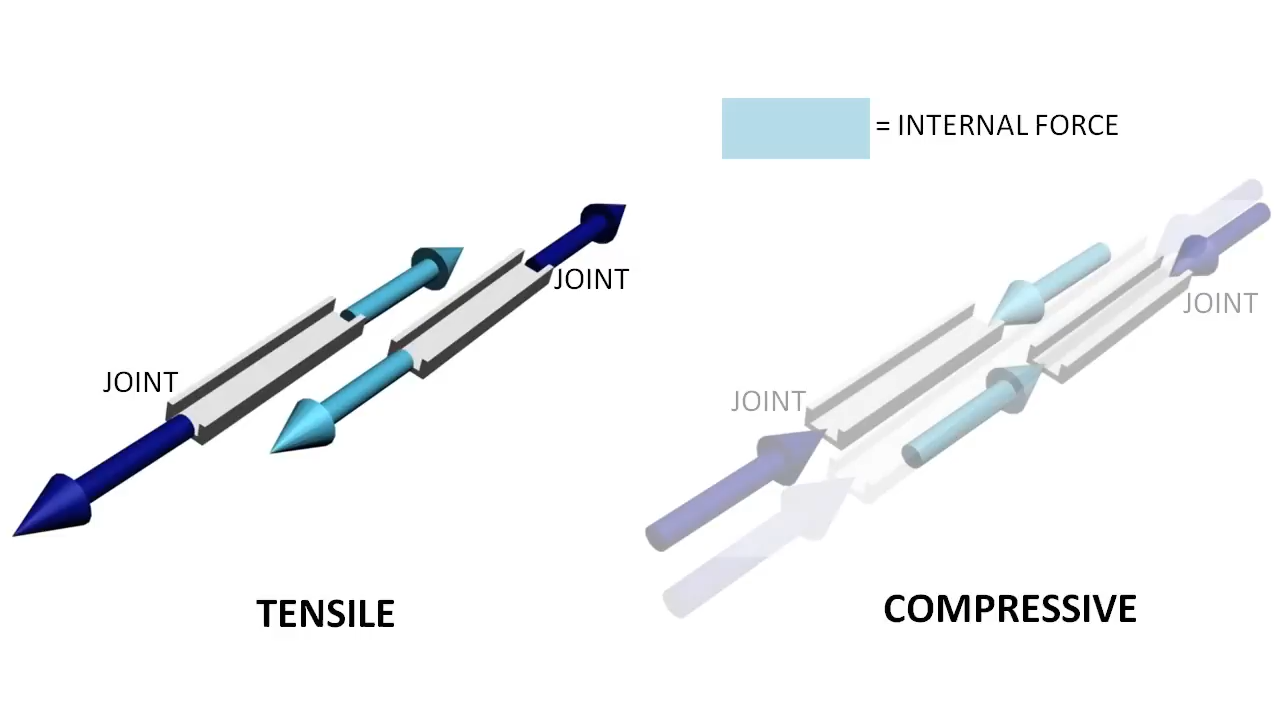 = INTERNAL FORCE
JOINT
JOINT
JOINT
JOINT
TENSILE
COMPRESSIVE